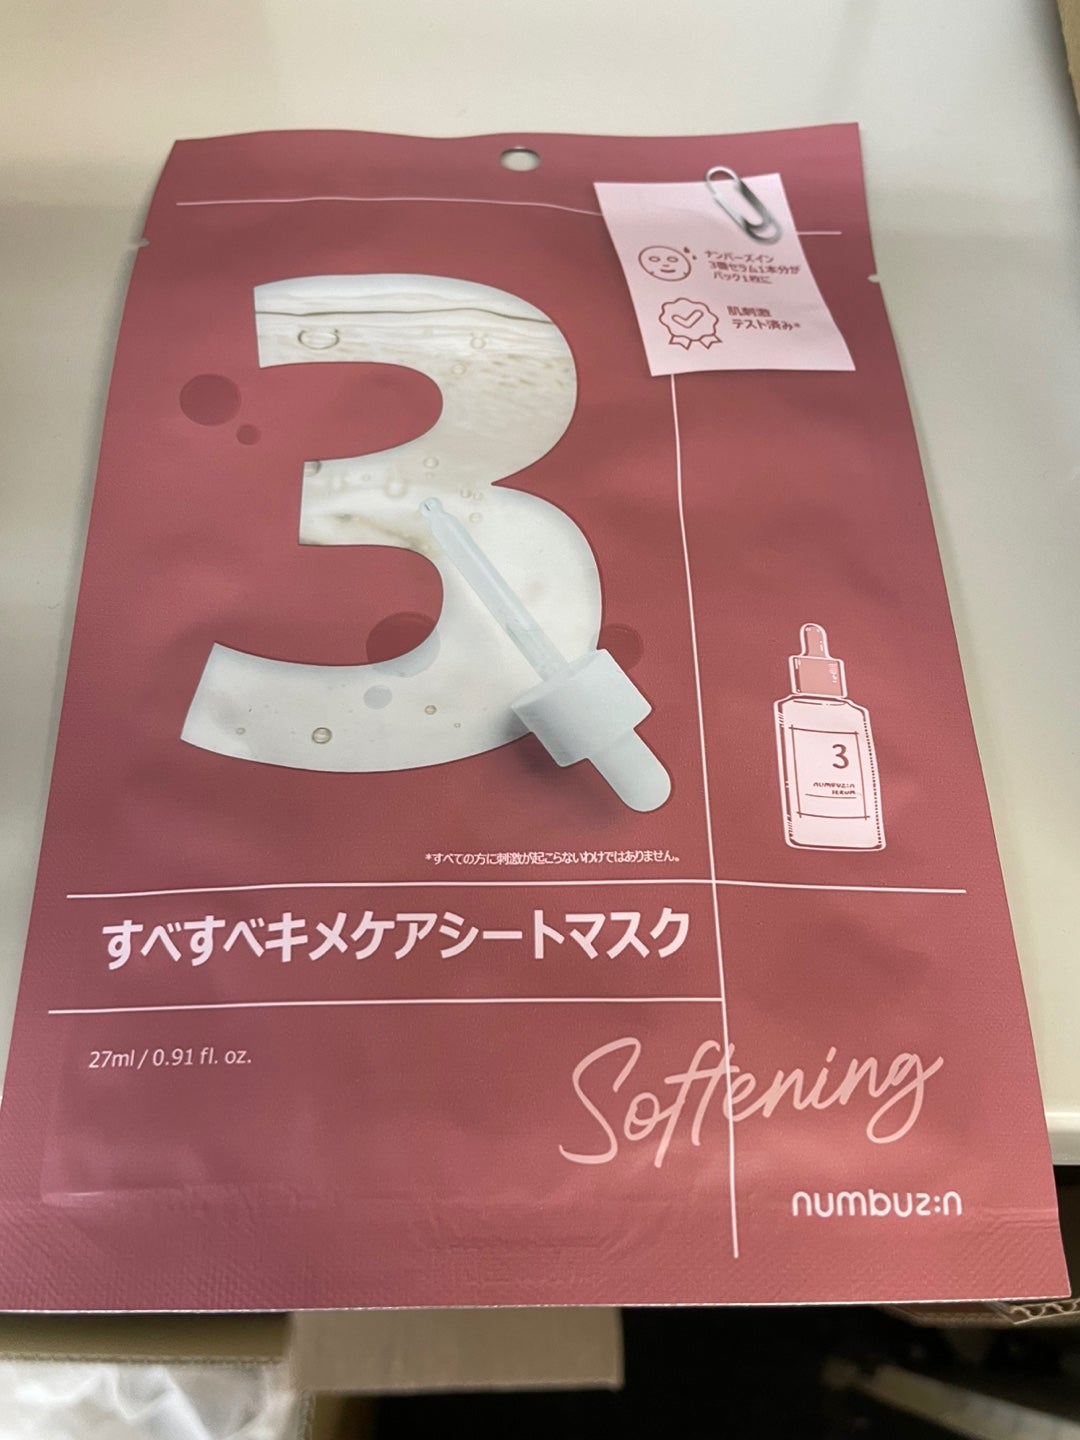 ナンバーズイン
3番セラム1本分が
パック1枚に
肌刺激
テスト済み*
3
3
numbuz:n
SERUM
*すべての方に刺激が起こらないわけではありません。
すべすべキメケアシートマスク
27ml / 0.91 fl. oz.
Softening
numbuz:n